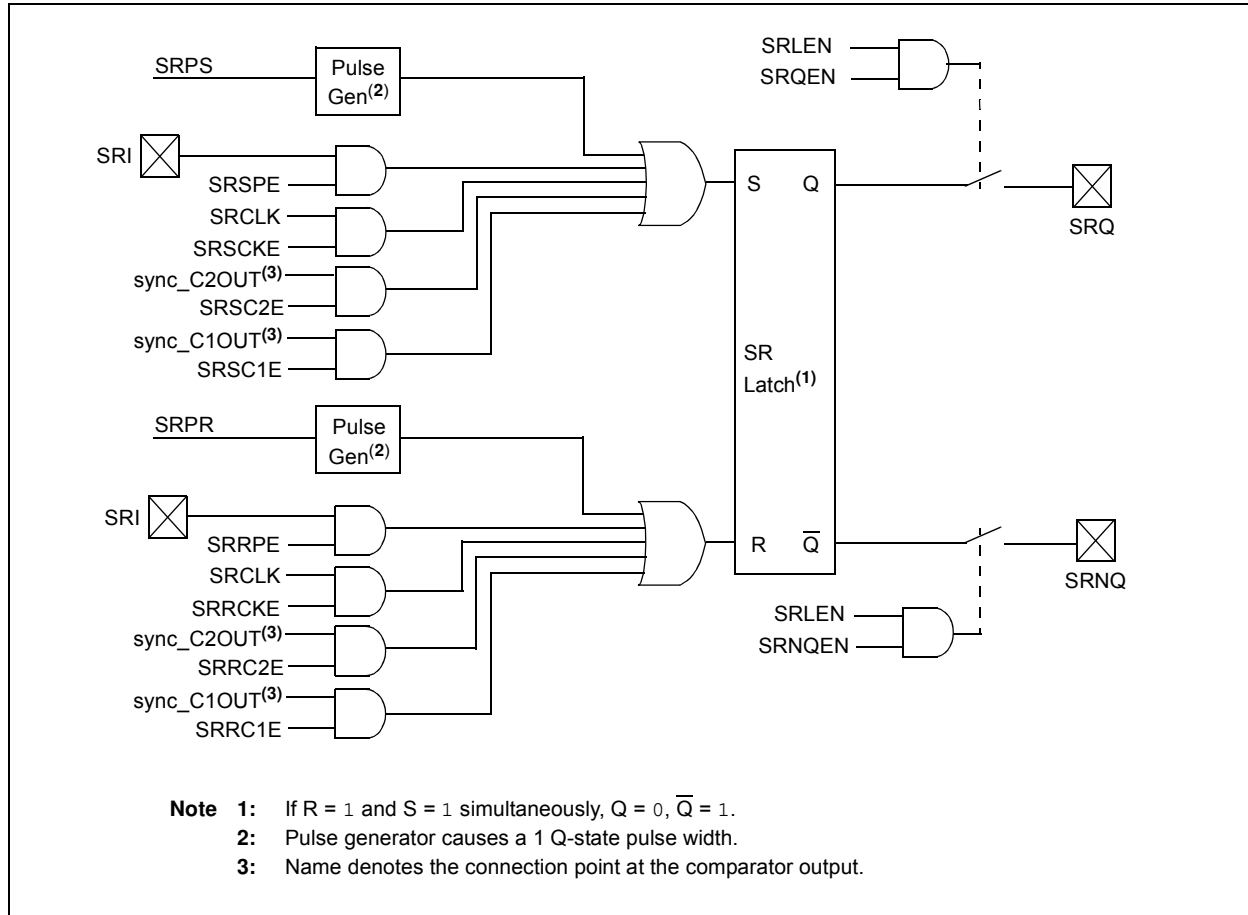 SRLEN
SRQEN
SRPS
Pulse
Gen(2)
SRI
SRSPE
SRCLK
SRSCKE
sync_C2OUT(3)
SRSC2E
sync_C1OUT(3)
SRSC1E
S Q
SRQ
SR
Latch(1)
SRPR
Pulse
Gen(2)
SRI
SRRPE
SRCLK
SRRCKE
sync_C2OUT(3)
SRRC2E
sync_C1OUT(3)
SRRC1E
R Q̅
SRNQ
SRLEN
SRNQEN
Note 1: If R = 1 and S = 1 simultaneously, Q = 0, Q̅ = 1.
2: Pulse generator causes a 1 Q-state pulse width.
3: Name denotes the connection point at the comparator output.